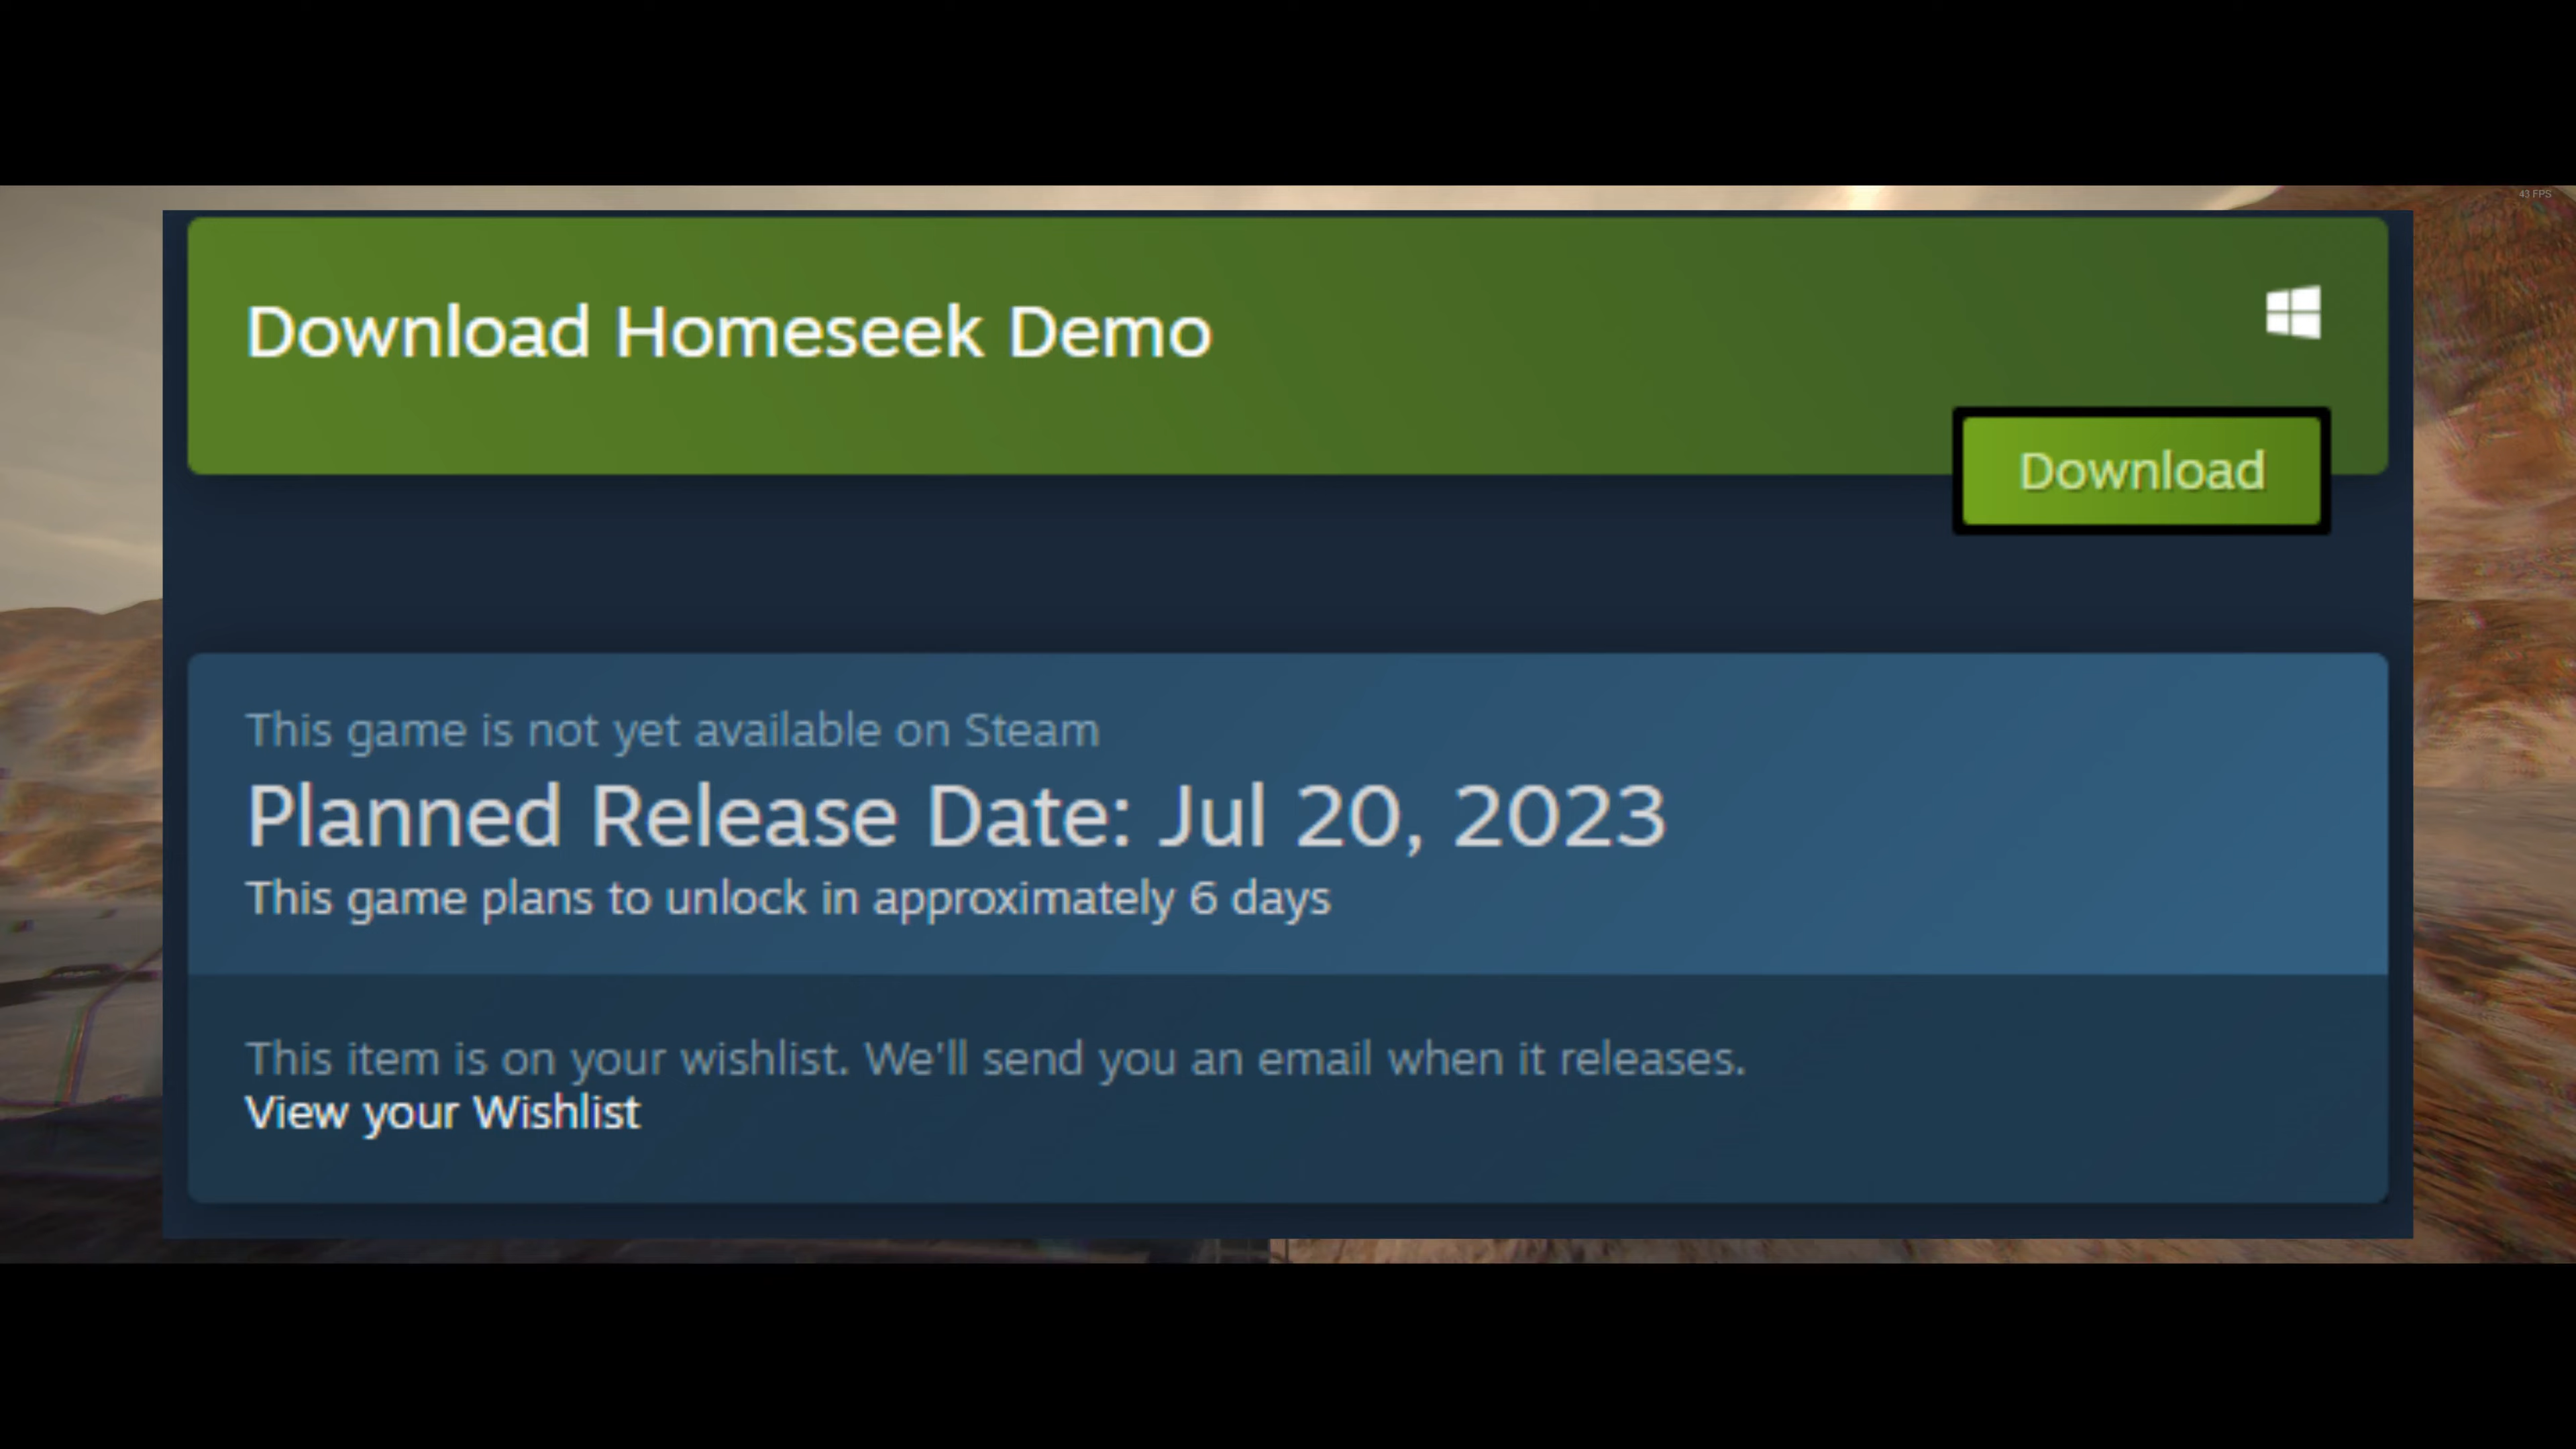 43 FPS
Download Homeseek Demo
Download
This game is not yet available on Steam
Planned Release Date: Jul 20, 2023
This game plans to unlock in approximately 6 days
This item is on your wishlist. We'll send you an email when it releases.
View your Wishlist